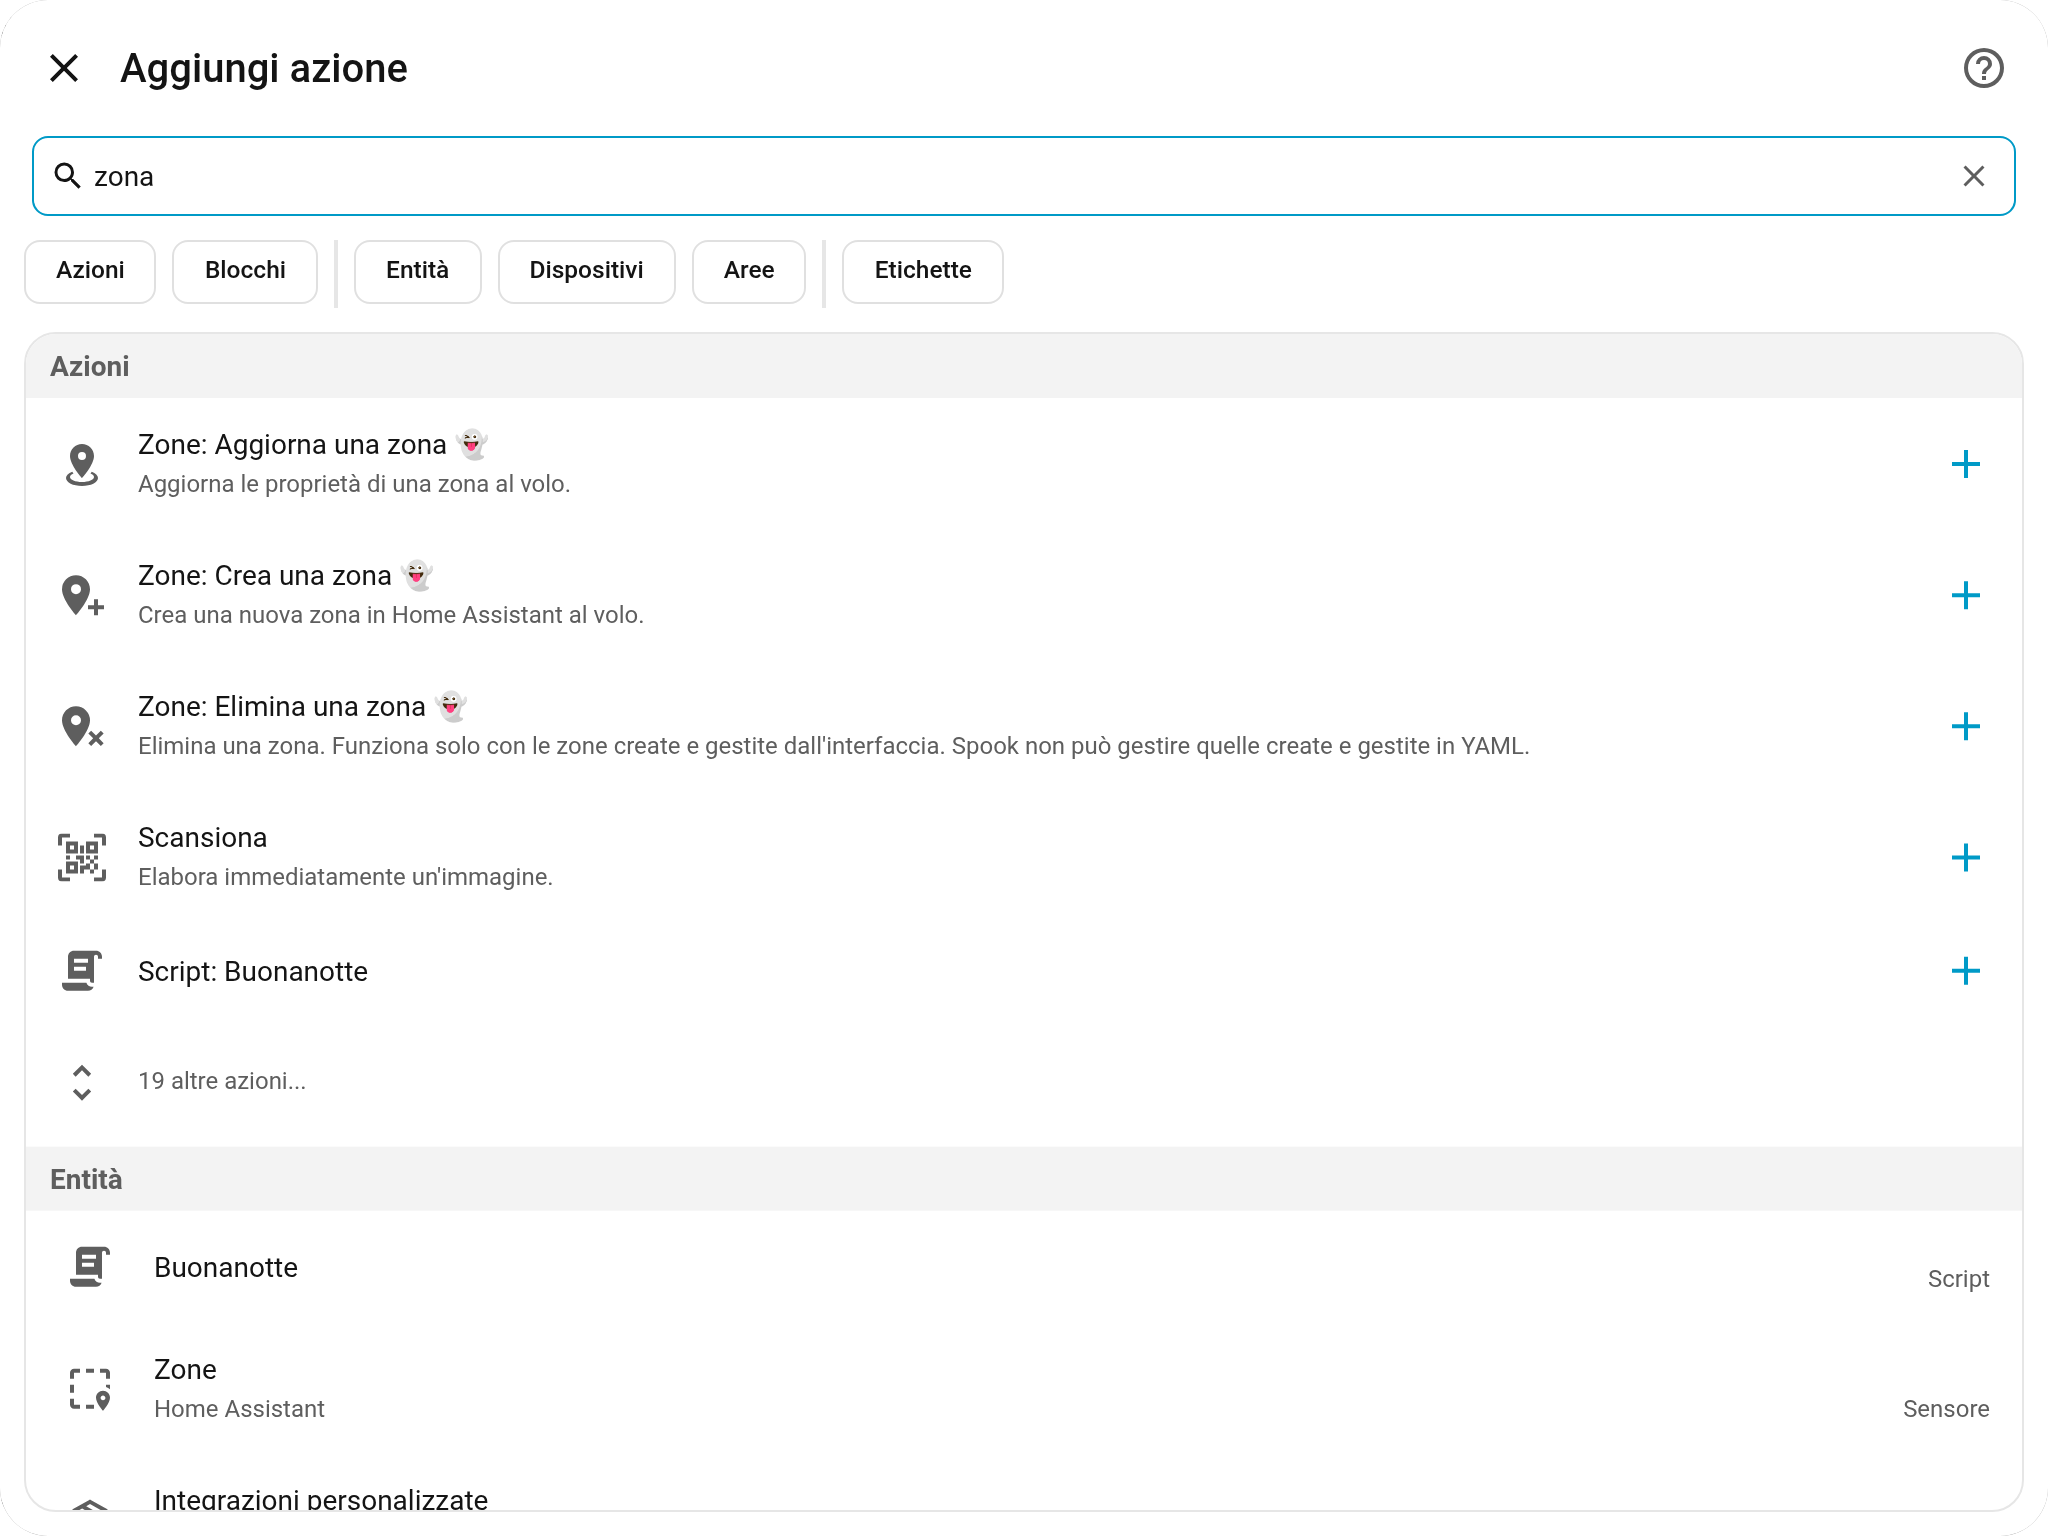 Aggiungi azione
zona
Azioni
Blocchi
Entità
Dispositivi
Aree
Etichette
Azioni
Zone: Aggiorna una zona 👻
Aggiorna le proprietà di una zona al volo.
Zone: Crea una zona 👻
Crea una nuova zona in Home Assistant al volo.
Zone: Elimina una zona 👻
Elimina una zona. Funziona solo con le zone create e gestite dall'interfaccia. Spook non può gestire quelle create e gestite in YAML.
Scansiona
Elabora immediatamente un'immagine.
Script: Buonanotte
19 altre azioni...
Entità
Buonanotte
Script
Zone
Home Assistant
Sensore
Integrazioni personalizzate